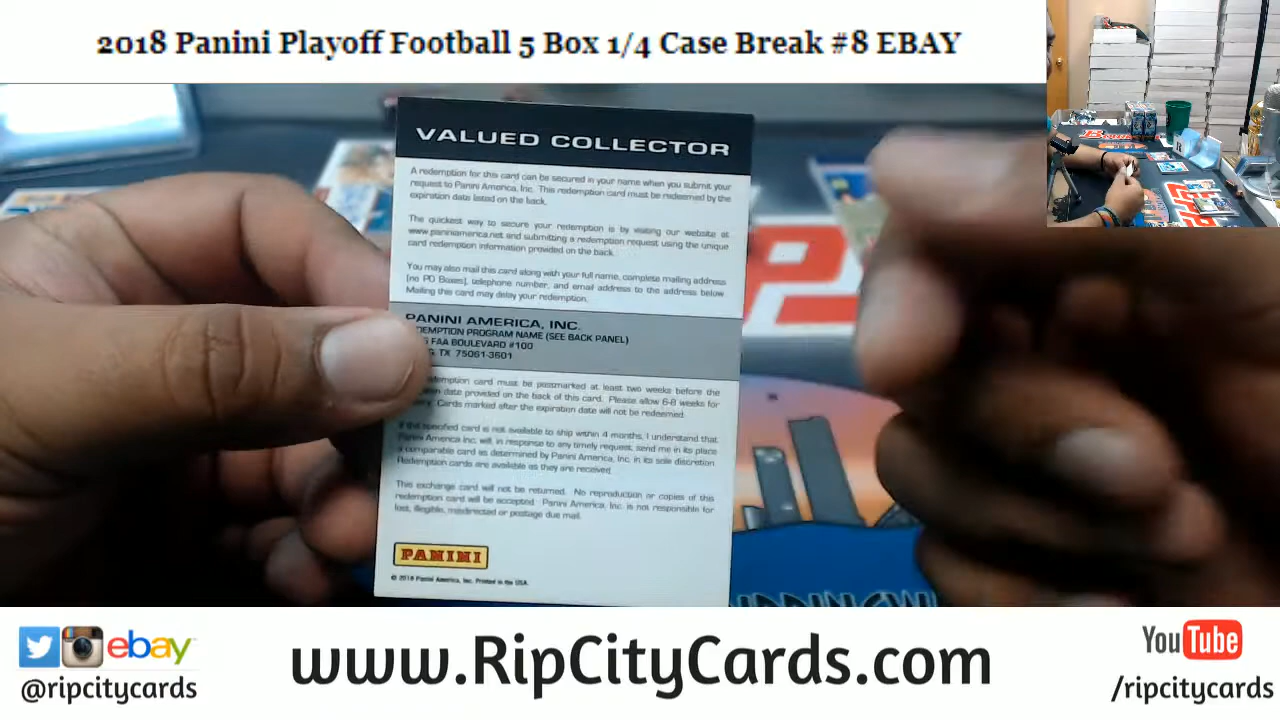 2018 Panini Playoff Football 5 Box 1/4 Case Break #8 EBAY
VALUED COLLECTOR
A redemption for this card can be secured in your name when you submit your
request to Panini America, Inc. This redemption card must be redeemed by the
expiration date listed on the back.
The quickest way to secure your redemption is by visiting our website at
www.paniniamerica.net and submitting a redemption request using the unique
card redemption information provided on the back.
You may also mail this card along with your full name, complete mailing address
(no PO Boxes), telephone number, and email address to the address below.
Mailing this card may delay your redemption.
PANINI AMERICA, INC.
DEMPTION PROGRAM NAME (SEE BACK PANEL)
FAA BOULEVARD #100
G, TX 75061-3601
demption card must be postmarked at least two weeks before the
date provided on the back of this card. Please allow 6-8 weeks for
Cards marked after the expiration date will not be redeemed.
If the specified card is not available to ship within 4 months, I understand that
Panini America Inc. will, in response to any timely request, send me in its place
a comparable card as determined by Panini America, Inc. in its sole discretion.
Redemption cards are available as they are received.
This exchange card will not be returned. No reproduction or copies of this
redemption card will be accepted. Panini America, Inc. is not responsible for
lost, illegible, misdirected or postage due mail.
PANINI
© 2018 Panini America, Inc. Printed in the USA.
ebay
@ripcitycards
www.RipCityCards.com
YouTube
/ripcitycards